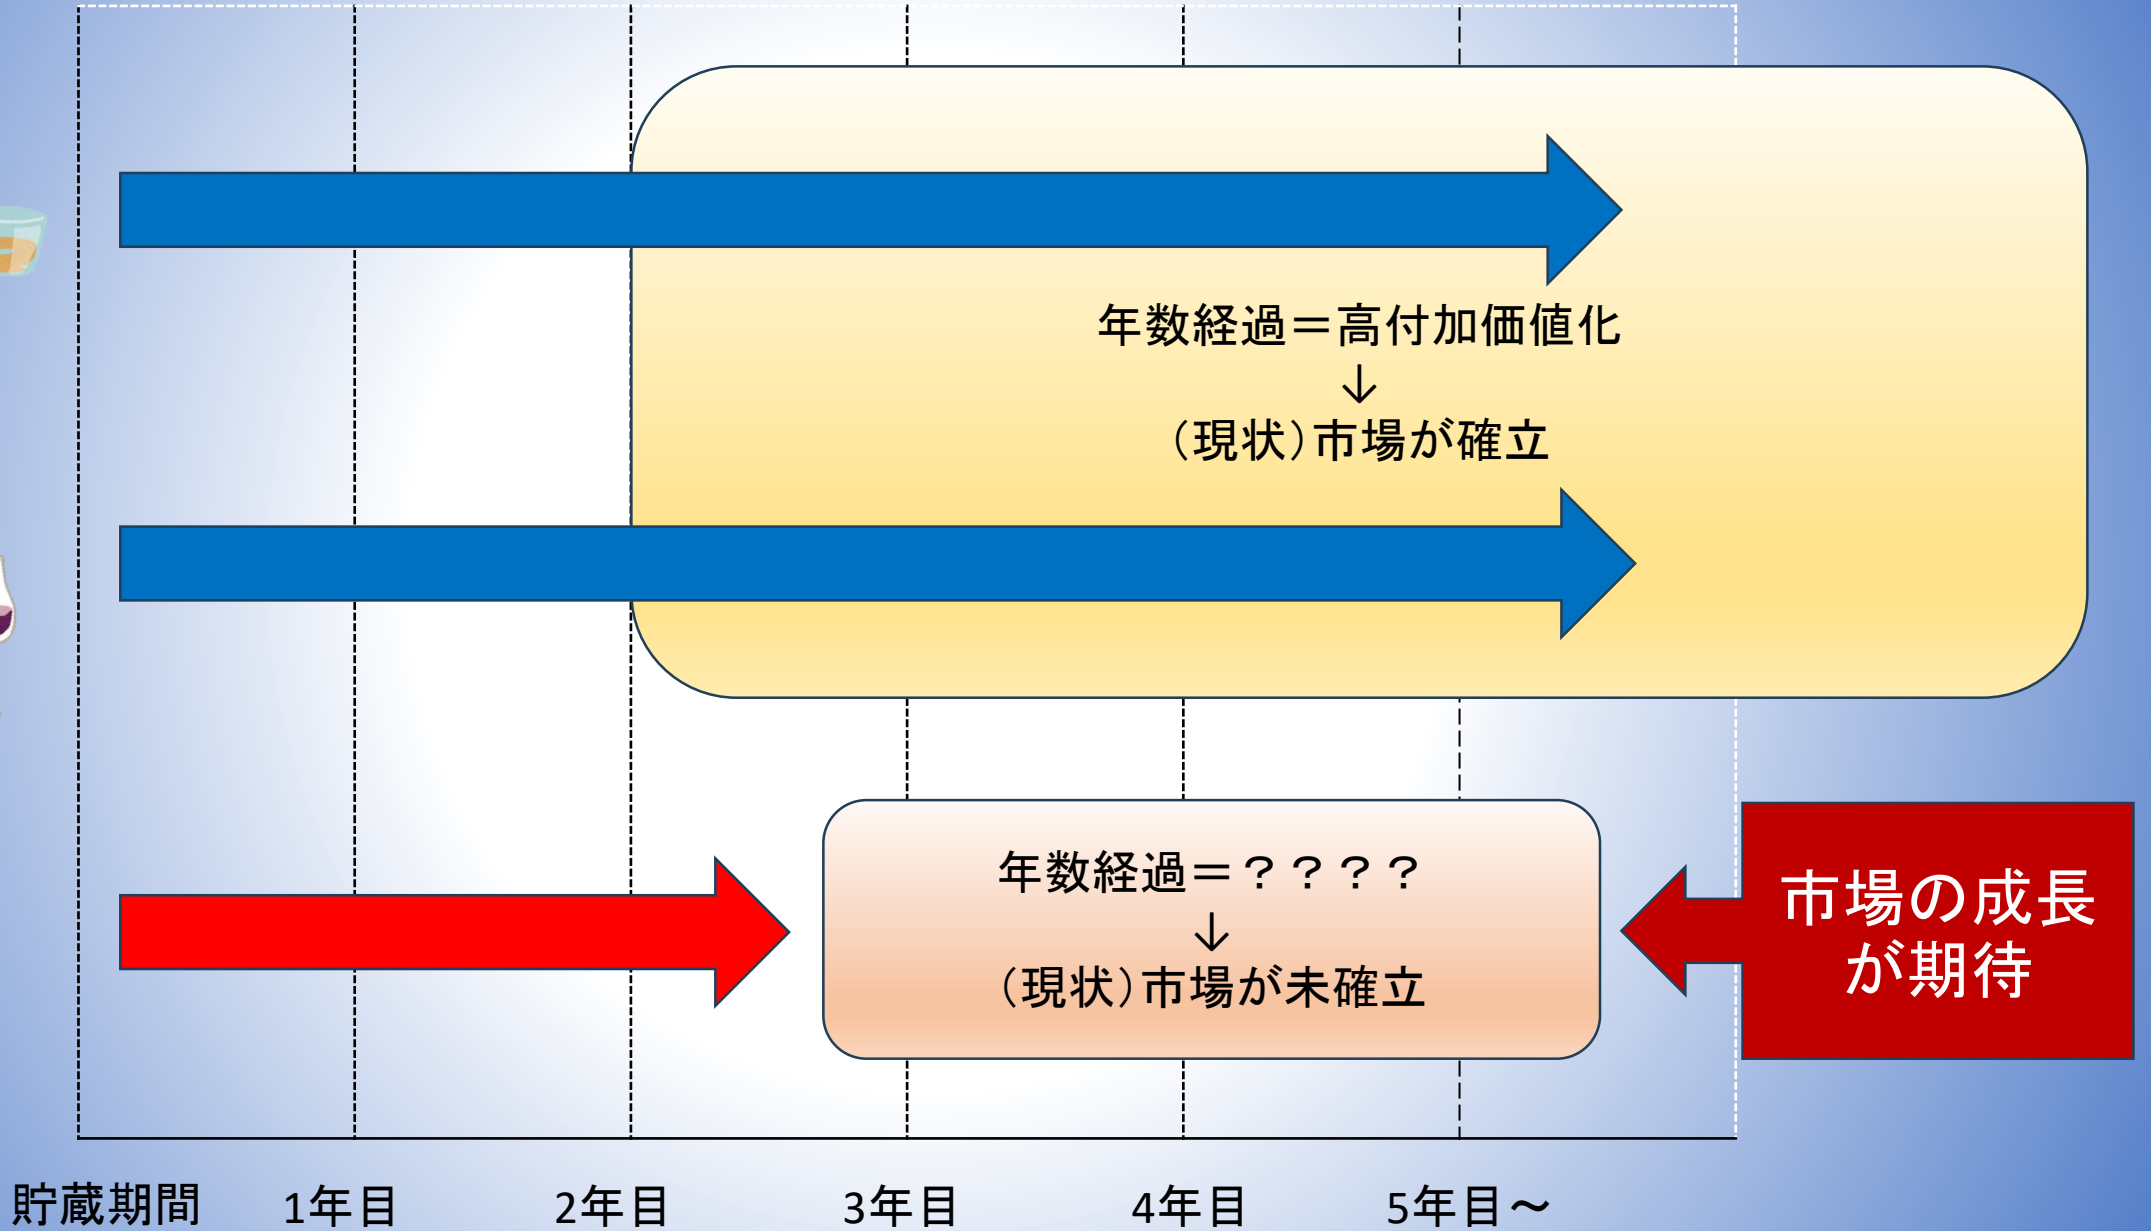 年数経過＝高付加価値化
↓
（現状）市場が確立
年数経過＝？？？？
↓
（現状）市場が未確立
市場の成長
が期待
貯蔵期間 1年目 2年目 3年目 4年目 5年目～